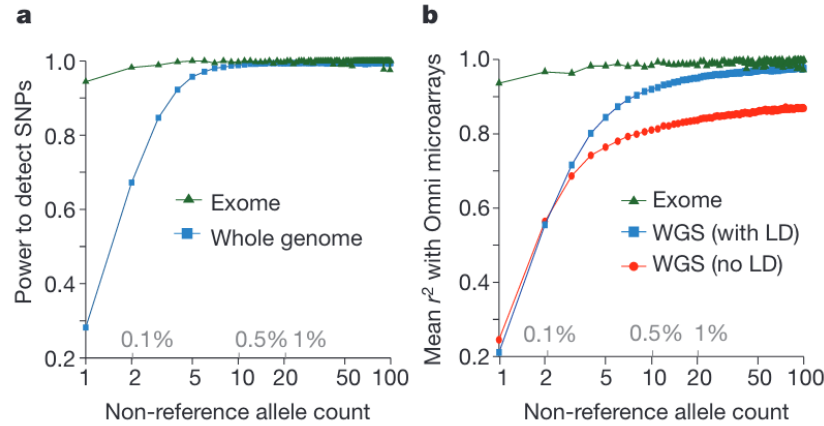 a
Power to detect SNPs
1.0
0.8
0.6
0.4
0.2
Exome
Whole genome
0.1%
0.5% 1%
1 2 5 10 20 50 100
Non-reference allele count
b
Mean r² with Omni microarrays
1.0
0.8
0.6
0.4
0.2
Exome
WGS (with LD)
WGS (no LD)
0.1%
0.5% 1%
1 2 5 10 20 50 100
Non-reference allele count